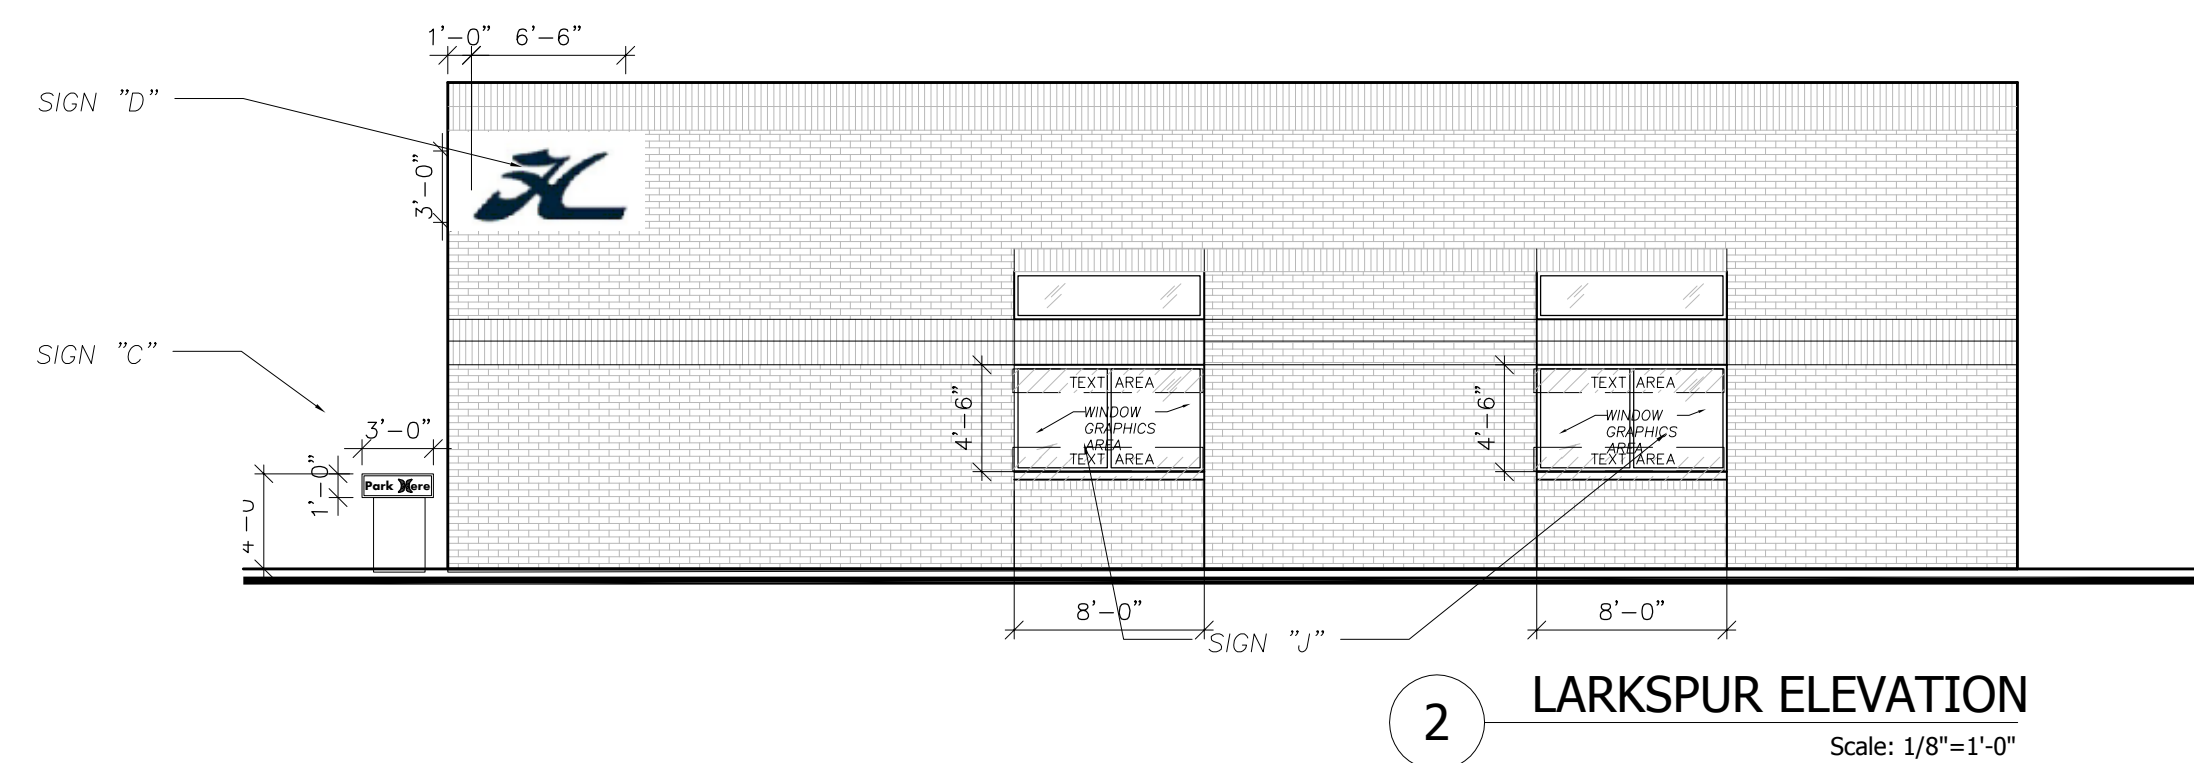 1'-0" 6'-6"
SIGN "D"
3'-0"
SIGN "C"
3'-0"
1'-0"
Park Here
4'-6"
TEXT AREA
WINDOW
GRAPHICS
AREA
TEXT AREA
4'-6"
TEXT AREA
WINDOW
GRAPHICS
AREA
TEXT AREA
8'-0"
SIGN "J"
8'-0"
2
LARKSPUR ELEVATION
Scale: 1/8"=1'-0"